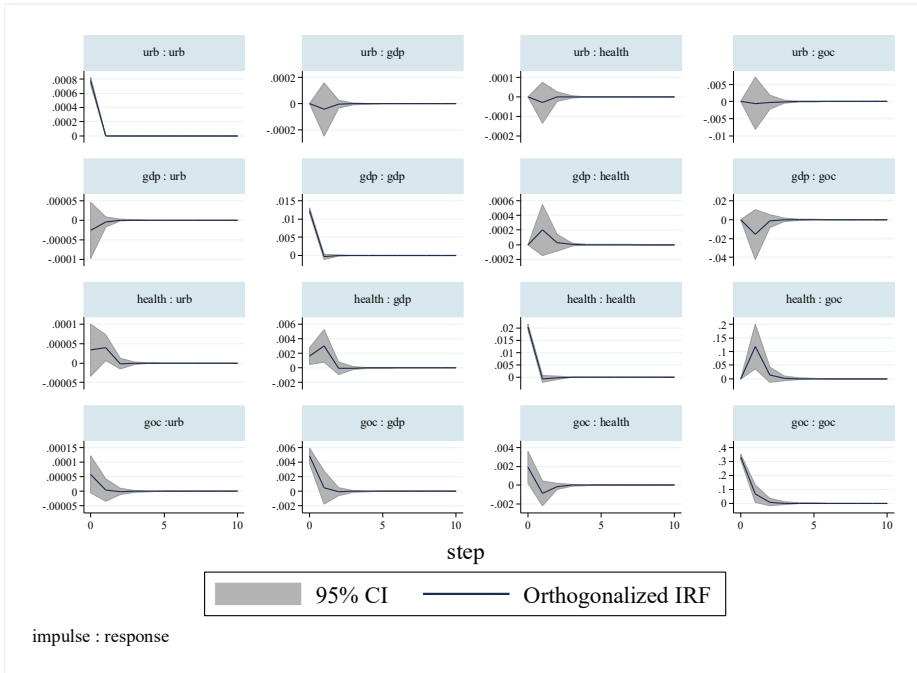 urb : urb
urb : gdp
urb : health
urb : goc
.0008
.0006
.0004
.0002
0
.0002
0
-.0002
.0001
0
-.0001
-.0002
.005
0
-.005
-.01
gdp : urb
gdp : gdp
gdp : health
gdp : goc
.00005
0
-.00005
-.0001
.015
.01
.005
0
.0006
.0004
.0002
0
-.0002
.02
0
-.02
-.04
health : urb
health : gdp
health : health
health : goc
.0001
.00005
0
-.00005
.006
.004
.002
0
-.002
.02
.015
.01
.005
0
.2
.15
.1
.05
0
goc :urb
goc : gdp
goc : health
goc : goc
.00015
.0001
.00005
0
-.00005
.006
.004
.002
0
-.002
.004
.002
0
-.002
.4
.3
.2
.1
0
0 5 10
0 5 10
0 5 10
0 5 10
step
95% CI
Orthogonalized IRF
impulse : response